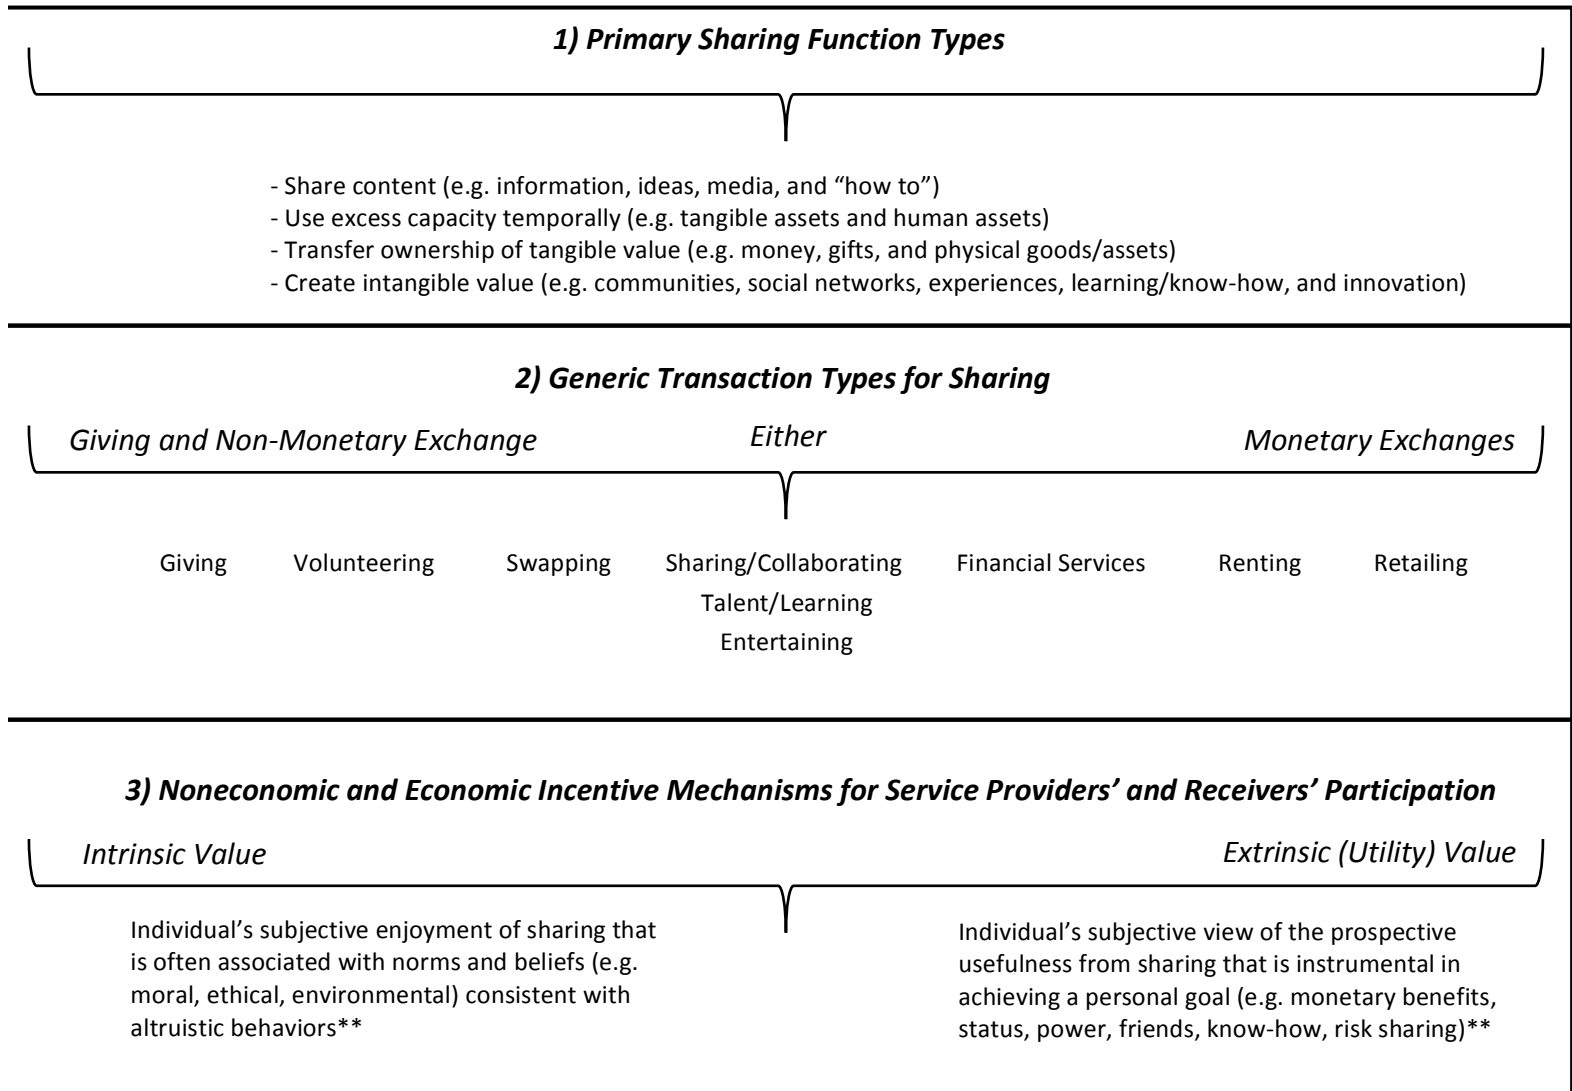 1) Primary Sharing Function Types
- Share content (e.g. information, ideas, media, and “how to”)
- Use excess capacity temporally (e.g. tangible assets and human assets)
- Transfer ownership of tangible value (e.g. money, gifts, and physical goods/assets)
- Create intangible value (e.g. communities, social networks, experiences, learning/know-how, and innovation)
2) Generic Transaction Types for Sharing
Giving and Non-Monetary Exchange Either Monetary Exchanges
Giving Volunteering Swapping Sharing/Collaborating Financial Services Renting Retailing
Talent/Learning
Entertaining
3) Noneconomic and Economic Incentive Mechanisms for Service Providers’ and Receivers’ Participation
Intrinsic Value Extrinsic (Utility) Value
Individual’s subjective enjoyment of sharing that
is often associated with norms and beliefs (e.g.
moral, ethical, environmental) consistent with
altruistic behaviors**
Individual’s subjective view of the prospective
usefulness from sharing that is instrumental in
achieving a personal goal (e.g. monetary benefits,
status, power, friends, know-how, risk sharing)**